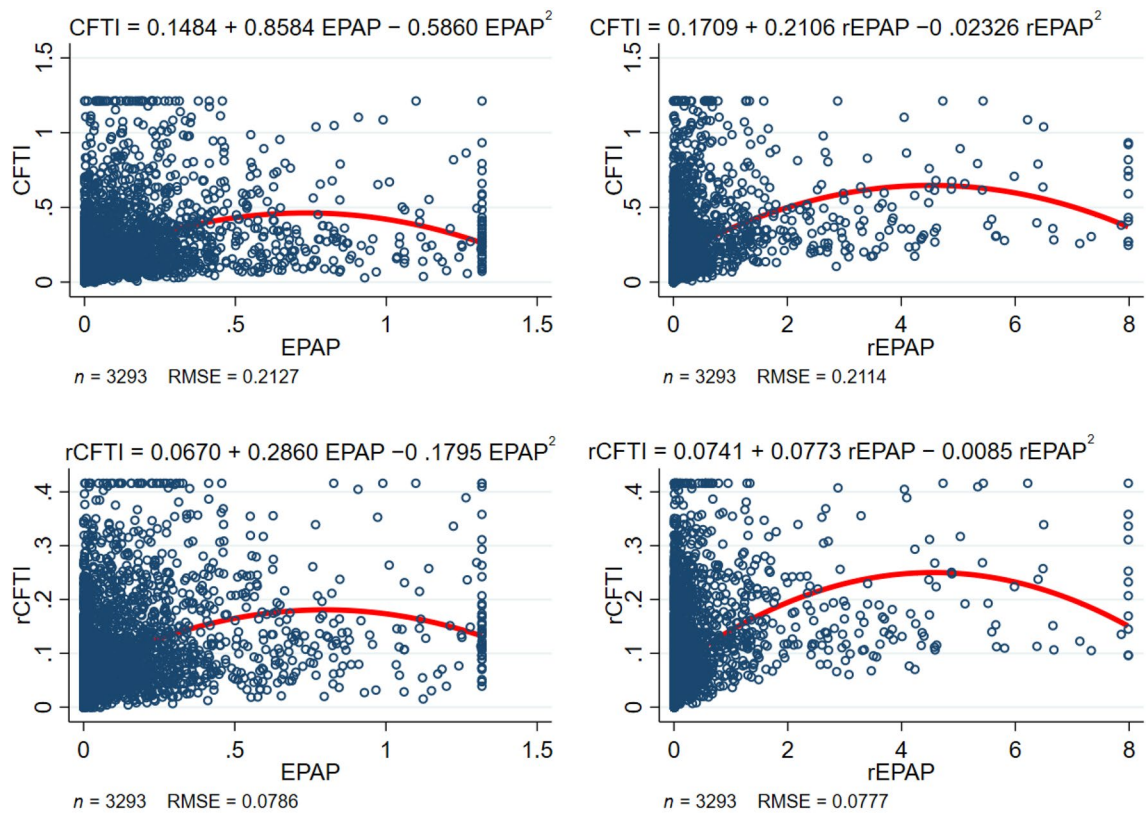 CFTI = 0.1484 + 0.8584 EPAP − 0.5860 EPAP²
1.5
1
.5
0
CFTI
0 .5 1 1.5
EPAP
n = 3293 RMSE = 0.2127
CFTI = 0.1709 + 0.2106 rEPAP −0 .02326 rEPAP²
1.5
1
.5
0
CFTI
0 2 4 6 8
rEPAP
n = 3293 RMSE = 0.2114
rCFTI = 0.0670 + 0.2860 EPAP −0 .1795 EPAP²
.4
.3
.2
.1
0
rCFTI
0 .5 1 1.5
EPAP
n = 3293 RMSE = 0.0786
rCFTI = 0.0741 + 0.0773 rEPAP − 0.0085 rEPAP²
.4
.3
.2
.1
0
rCFTI
0 2 4 6 8
rEPAP
n = 3293 RMSE = 0.0777